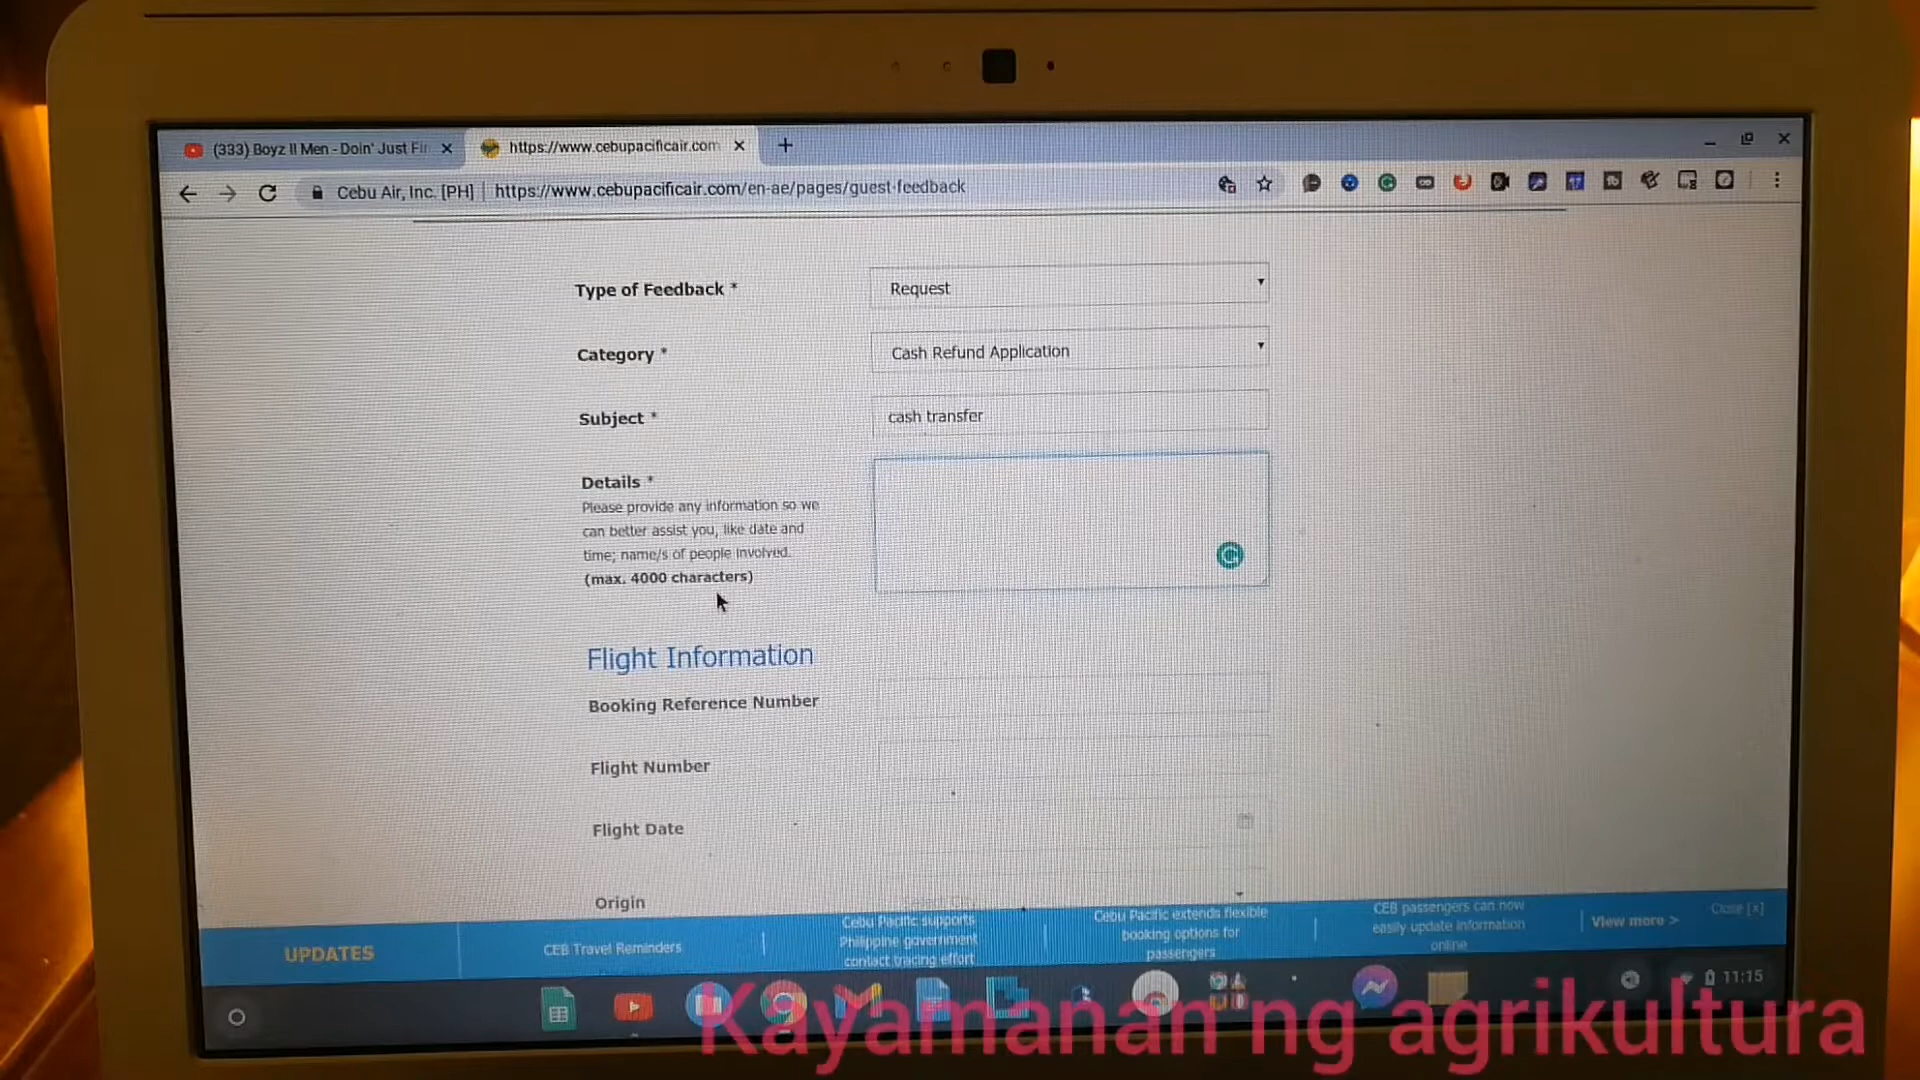 (333) Boyz II Men - Doin' Just Fin
https://www.cebupacificair.com
Cebu Air, Inc. [PH] | https://www.cebupacificair.com/en-ae/pages/guest-feedback
Type of Feedback *
Request
Category *
Cash Refund Application
Subject *
cash transfer
Details *
Please provide any information so we
can better assist you, like date and
time; name/s of people involved.
(max. 4000 characters)
Flight Information
Booking Reference Number
Flight Number
Flight Date
Origin
UPDATES
CEB Travel Reminders
Cebu Pacific supports
Philippine government
contact tracing effort
Cebu Pacific extends flexible
booking options for
passengers
CEB passengers can now
easily update information
online
View more >
Close [x]
11:15
Kayamanan ng agrikultura